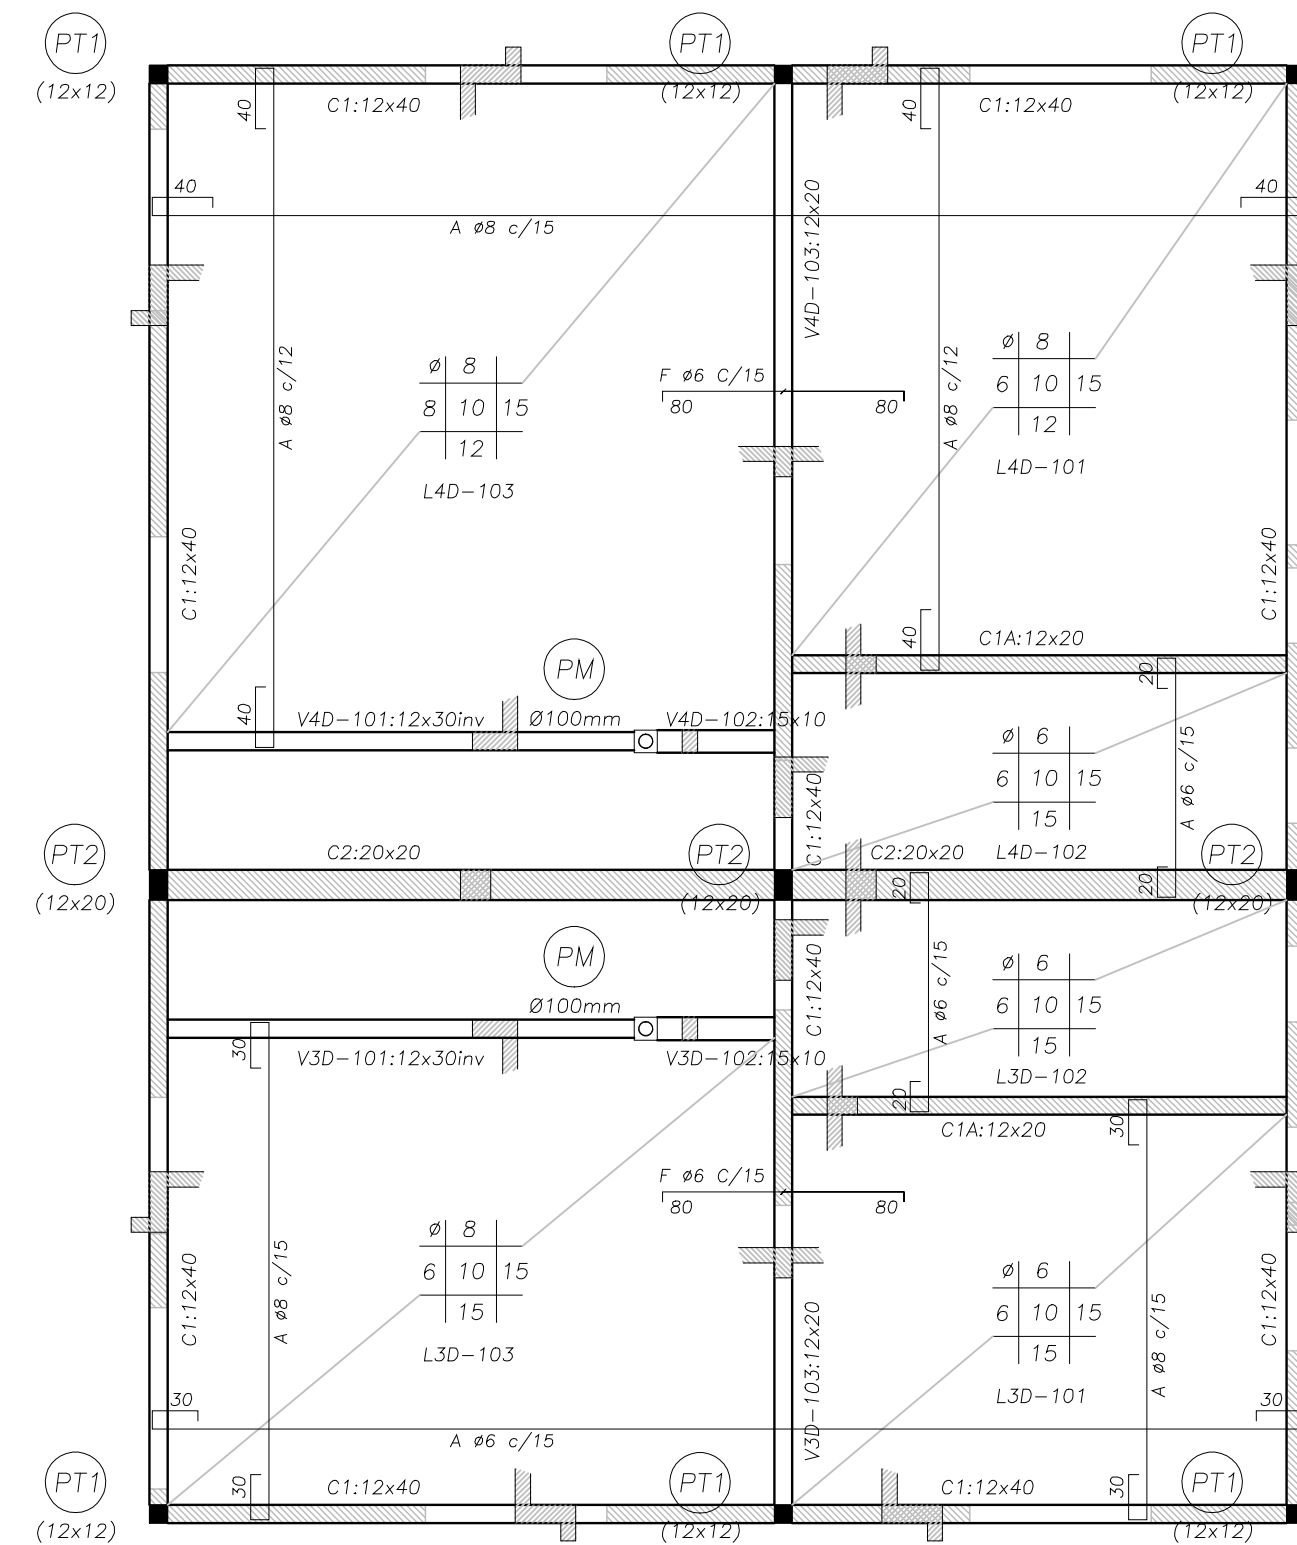 PT1
PT1
PT1
(12x12)
(12x12)
(12x12)
C1:12x40
C1:12x40
40
40
40
40
A ø8 c/15
V4D-103:12x20
A ø8 c/12
A ø8 c/12
ø 8
8 10 15
12
L4D-103
F ø6 C/15
80 80
ø 8
6 10 15
12
L4D-101
C1:12x40
C1:12x40
40
C1A:12x20
20
PM
40
V4D-101:12x30inv
Ø100mm
V4D-102:15x10
ø 6
6 10 15
15
L4D-102
A ø6 c/15
C1:12x40
PT2
C2:20x20
PT2
C2:20x20
PT2
(12x20)
(12x20)
20
20
(12x20)
PM
Ø100mm
C1:12x40
A ø6 c/15
ø 6
6 10 15
15
L3D-102
30
V3D-101:12x30inv
V3D-102:15x10
20
C1A:12x20
30
F ø6 C/15
80 80
A ø8 c/15
C1:12x40
ø 8
6 10 15
15
L3D-103
ø 6
6 10 15
15
L3D-101
C1:12x40
A ø8 c/15
V3D-103:12x20
30
30
A ø6 c/15
PT1
30
C1:12x40
PT1
C1:12x40
30
PT1
(12x12)
(12x12)
(12x12)